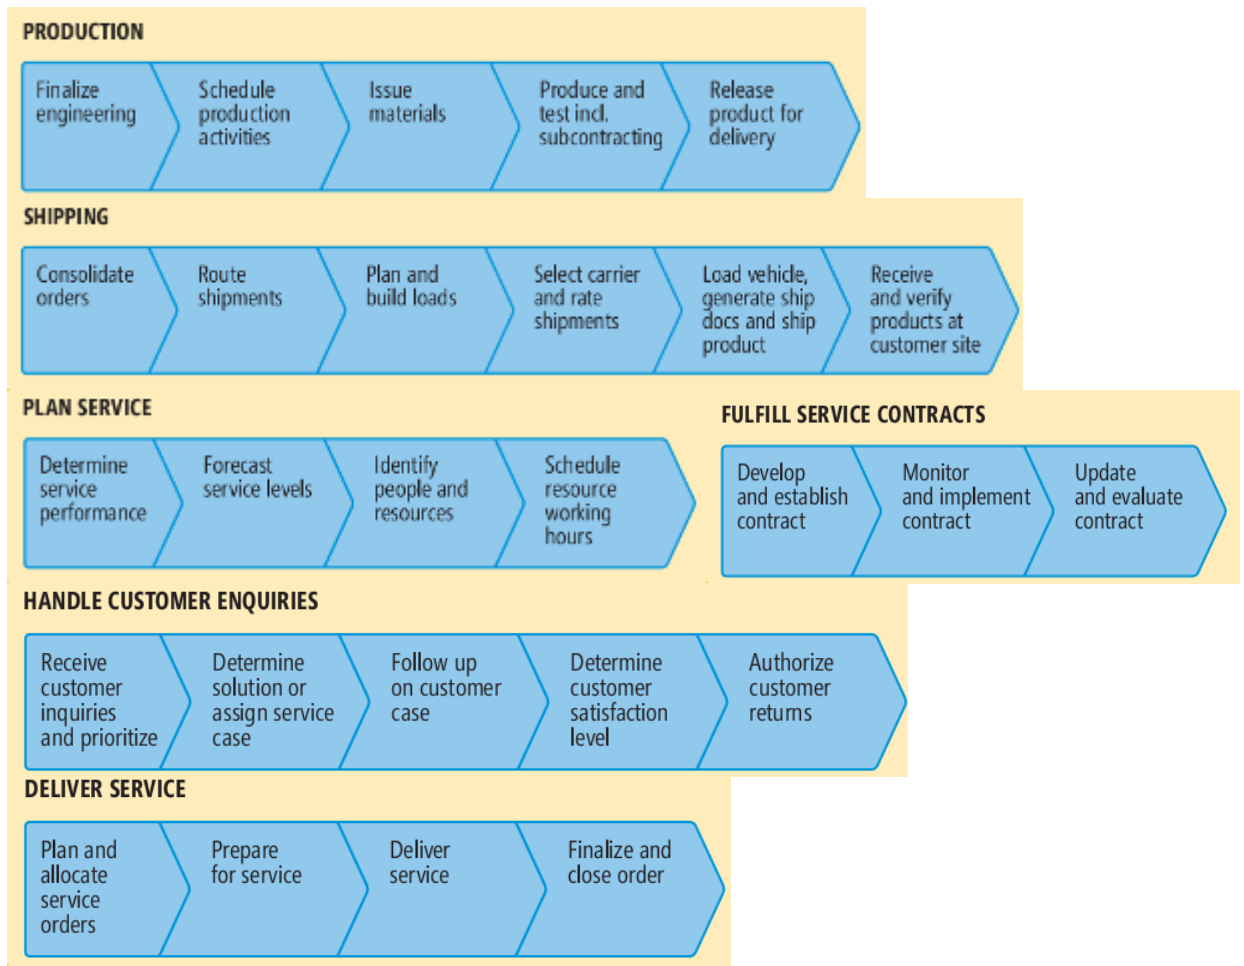 PRODUCTION
Finalize
engineering
Schedule
production
activities
Issue
materials
Produce and
test incl.
subcontracting
Release
product for
delivery
SHIPPING
Consolidate
orders
Route
shipments
Plan and
build loads
Select carrier
and rate
shipments
Load vehicle,
generate ship
docs and ship
product
Receive
and verify
products at
customer site
PLAN SERVICE
Determine
service
performance
Forecast
service levels
Identify
people and
resources
Schedule
resource
working
hours
FULFILL SERVICE CONTRACTS
Develop
and establish
contract
Monitor
and implement
contract
Update
and evaluate
contract
HANDLE CUSTOMER ENQUIRIES
Receive
customer
inquiries
and prioritize
Determine
solution or
assign service
case
Follow up
on customer
case
Determine
customer
satisfaction
level
Authorize
customer
returns
DELIVER SERVICE
Plan and
allocate
service
orders
Prepare
for service
Deliver
service
Finalize and
close order